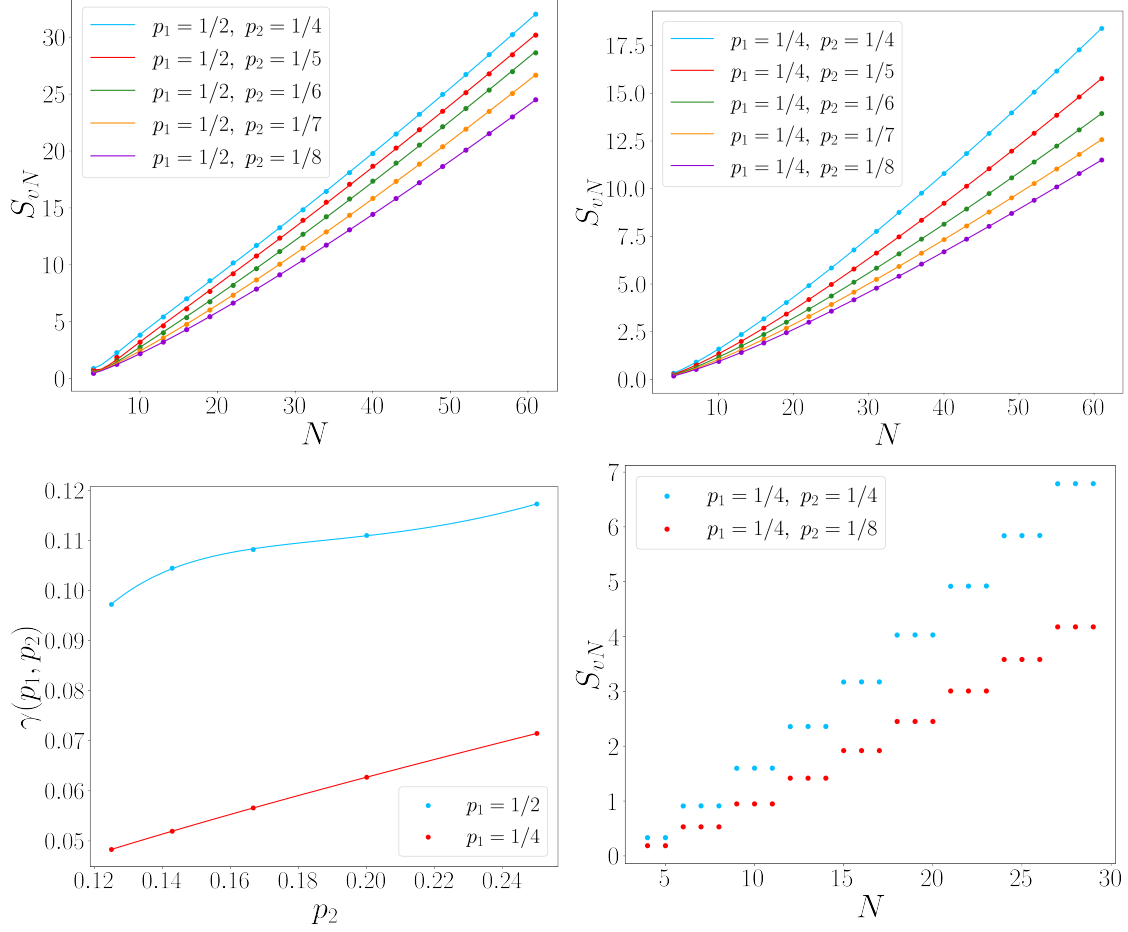 30
25
20
15
10
5
0
10
20
30
40
50
60
S_{vN}
N
p_1 = 1/2, p_2 = 1/4
p_1 = 1/2, p_2 = 1/5
p_1 = 1/2, p_2 = 1/6
p_1 = 1/2, p_2 = 1/7
p_1 = 1/2, p_2 = 1/8
17.5
15.0
12.5
10.0
7.5
5.0
2.5
0.0
10
20
30
40
50
60
S_{vN}
N
p_1 = 1/4, p_2 = 1/4
p_1 = 1/4, p_2 = 1/5
p_1 = 1/4, p_2 = 1/6
p_1 = 1/4, p_2 = 1/7
p_1 = 1/4, p_2 = 1/8
0.12
0.11
0.10
0.09
0.08
0.07
0.06
0.05
0.12
0.14
0.16
0.18
0.20
0.22
0.24
γ(p_1, p_2)
p_2
p_1 = 1/2
p_1 = 1/4
7
6
5
4
3
2
1
0
5
10
15
20
25
30
S_{vN}
N
p_1 = 1/4, p_2 = 1/4
p_1 = 1/4, p_2 = 1/8